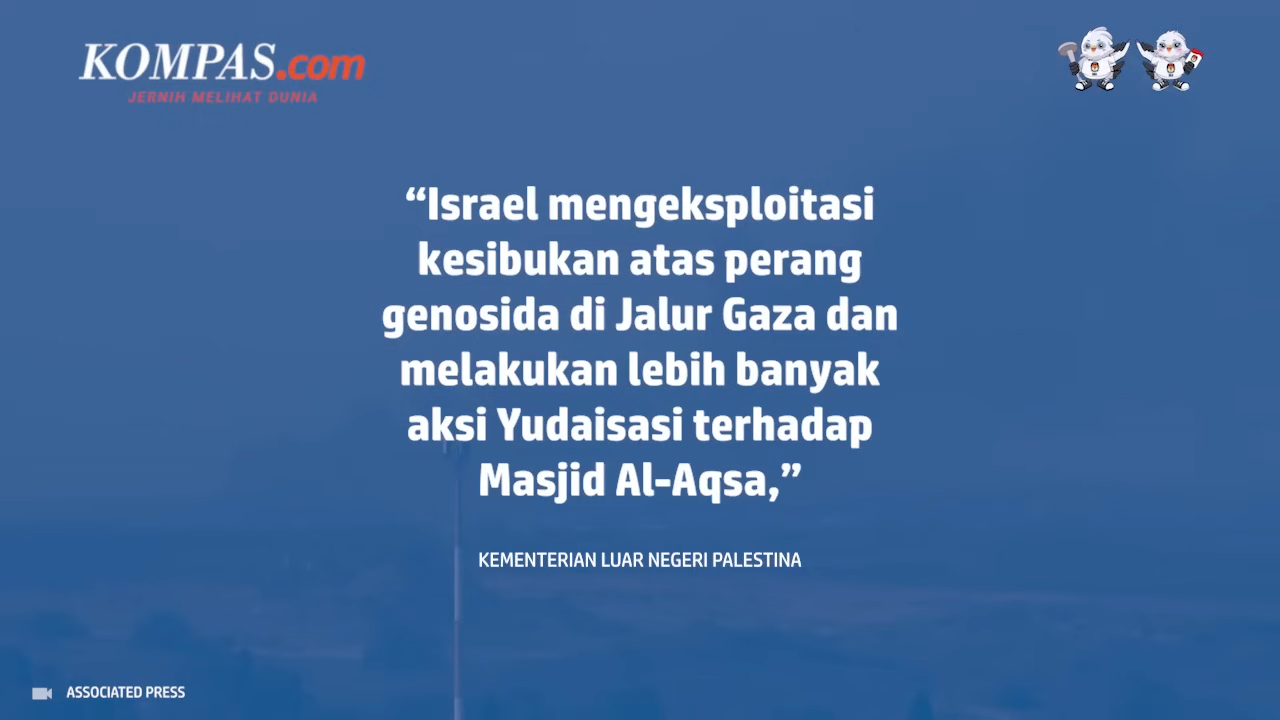 KOMPAS.com
JERNIH MELIHAT DUNIA
“Israel mengeksploitasi
kesibukan atas perang
genosida di Jalur Gaza dan
melakukan lebih banyak
aksi Yudaisasi terhadap
Masjid Al-Aqsa,”
KEMENTERIAN LUAR NEGERI PALESTINA
ASSOCIATED PRESS